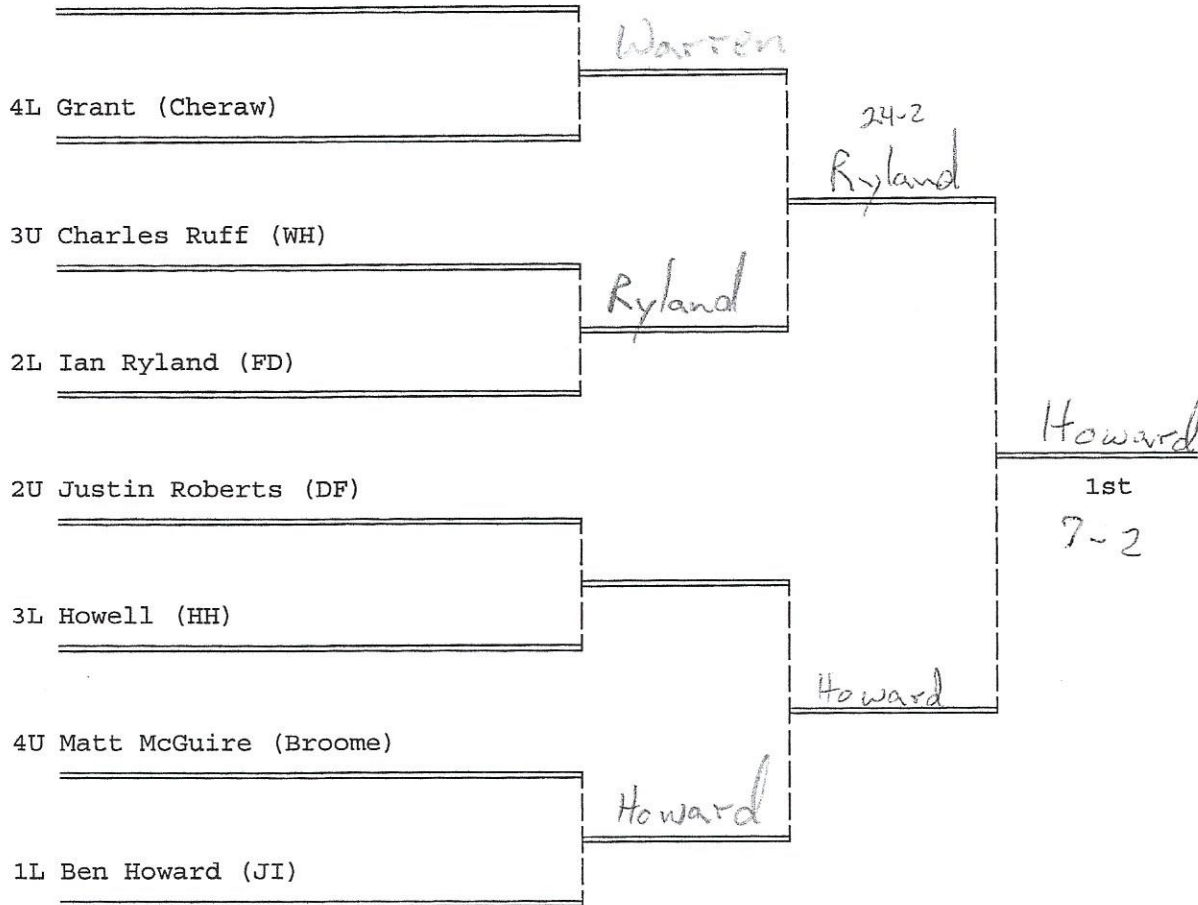 Warren
4L Grant (Cheraw)
24-2
Ryland
3U Charles Ruff (WH)
Ryland
2L Ian Ryland (FD)
Howard
1st
7-2
2U Justin Roberts (DF)
3L Howell (HH)
Howard
4U Matt McGuire (Broome)
Howard
1L Ben Howard (JI)